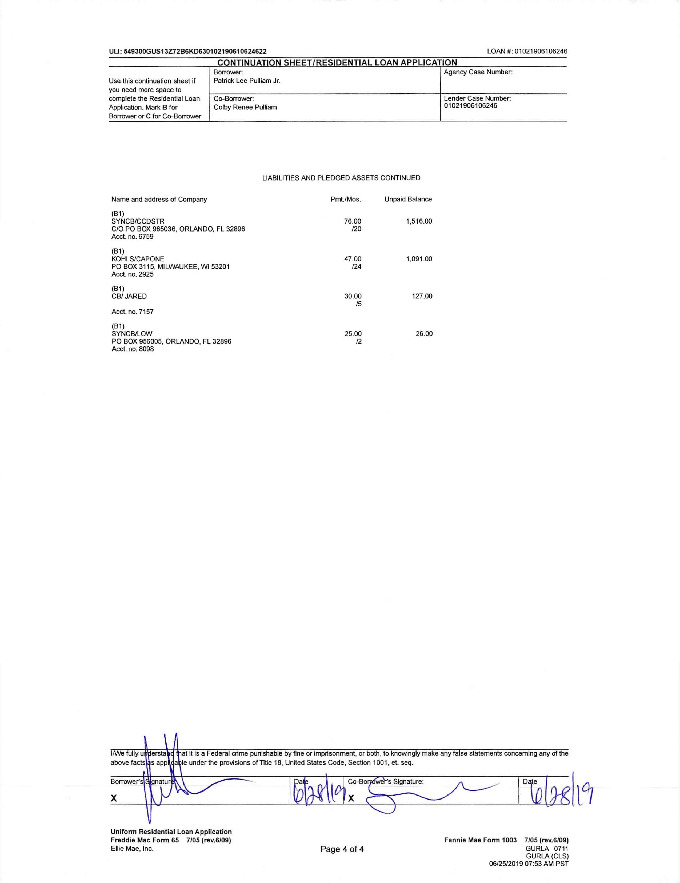 ULI: 549300GUS13Z72B6KD630102190610624622 LOAN #: 01021906106246
CONTINUATION SHEET/RESIDENTIAL LOAN APPLICATION
Use this continuation sheet if
you need more space to
complete the Residential Loan
Application. Mark B for
Borrower or C for Co-Borrower
Borrower:
Patrick Lee Pulliam Jr.
Agency Case Number:
Co-Borrower:
Colby Renee Pulliam
Lender Case Number:
01021906106246
LIABILITIES AND PLEDGED ASSETS CONTINUED
Name and address of Company Pmt./Mos. Unpaid Balance
(B1)
SYNCB/CCDSTR 76.00 1,516.00
C/O PO BOX 965036, ORLANDO, FL 32896 /20
Acct. no. 6759
(B1)
KOHLS/CAPONE 47.00 1,091.00
PO BOX 3115, MILWAUKEE, WI 53201 /24
Acct. no. 2925
(B1)
CB/JARED 30.00 127.00
/5
Acct. no. 7157
(B1)
SYNCB/LOW 25.00 26.00
PO BOX 956005, ORLANDO, FL 32896 /2
Acct. no. 8098
I/We fully understand that it is a Federal crime punishable by fine or imprisonment, or both, to knowingly make any false statements concerning any of the
above facts as applicable under the provisions of Title 18, United States Code, Section 1001, et. seq.
Borrower's Signature: Date Co-Borrower's Signature: Date
X 6/28/19 X 6/28/19
Uniform Residential Loan Application
Freddie Mac Form 65 7/05 (rev.6/09) Fannie Mae Form 1003 7/05 (rev.6/09)
Ellie Mae, Inc. Page 4 of 4 GURLA 0711
GURLA (CLS)
06/25/2019 07:53 AM PST